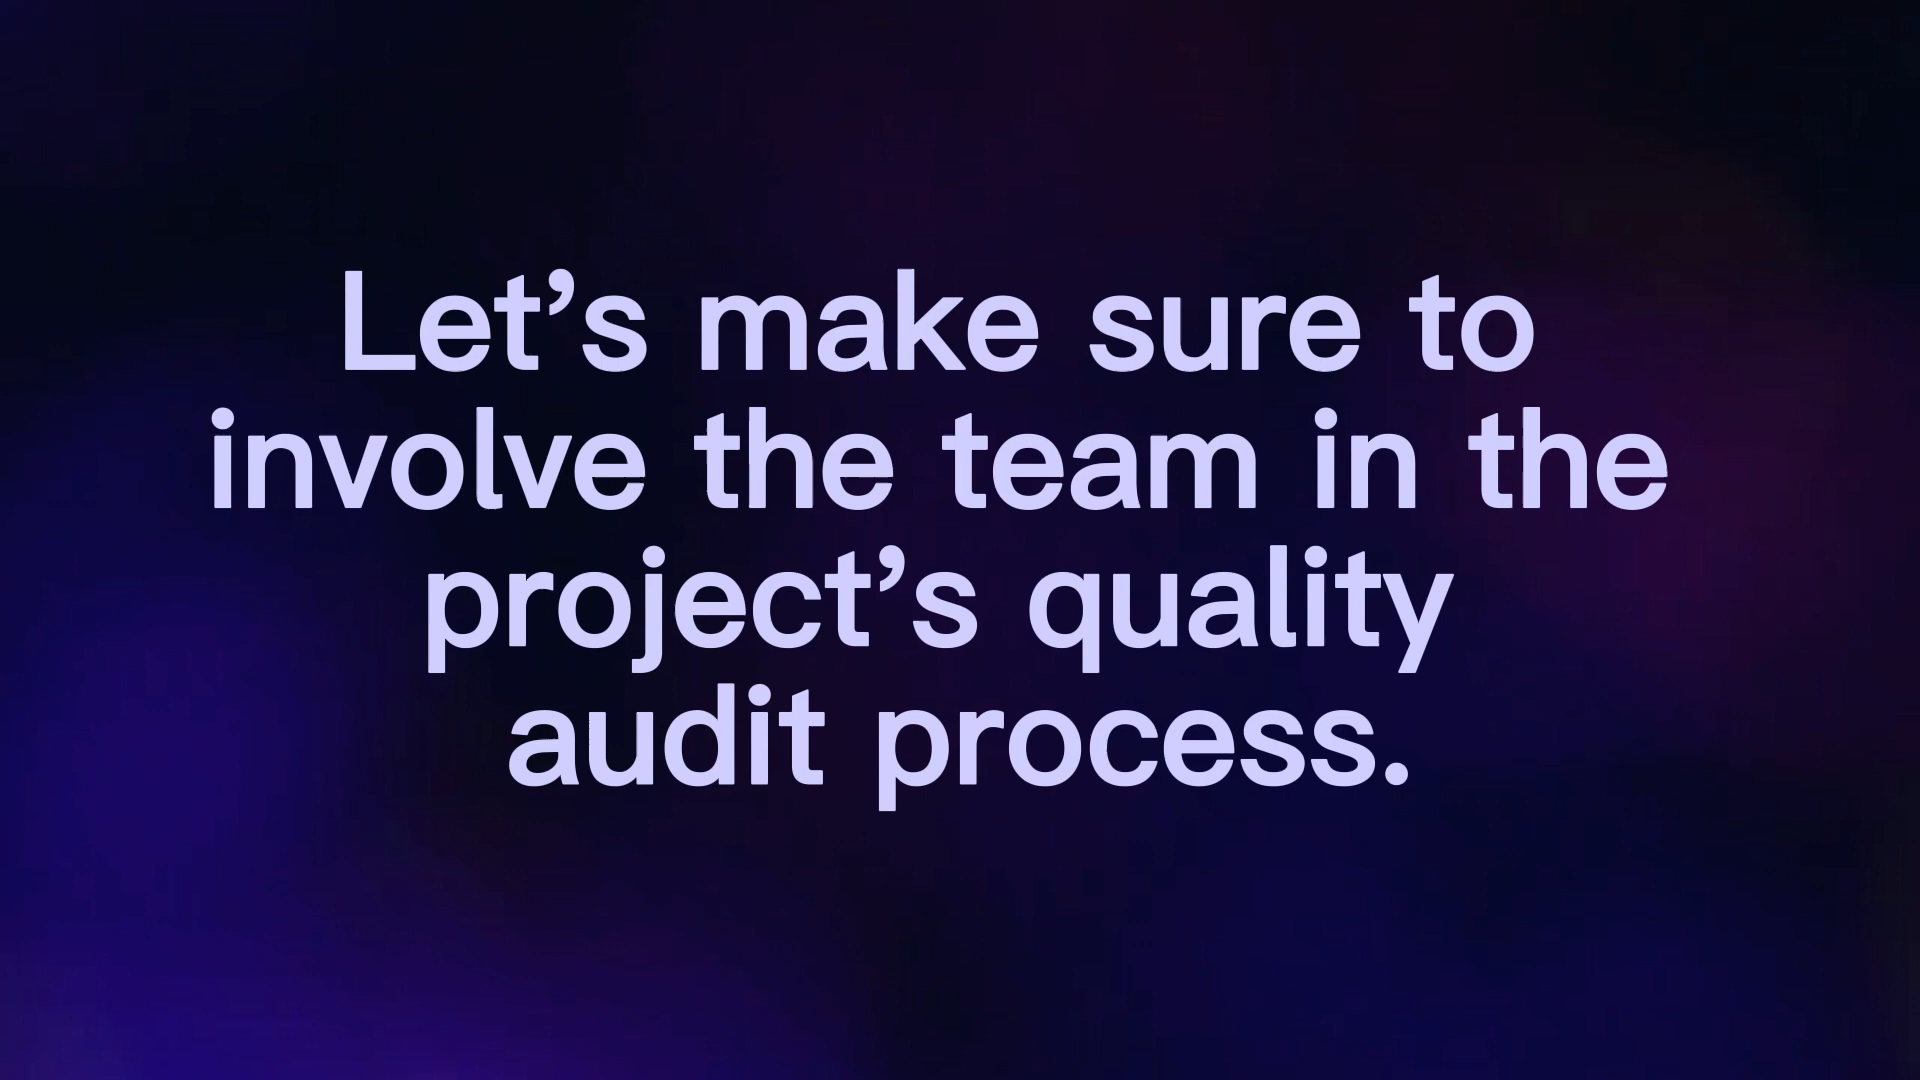 Let’s make sure to
involve the team in the
project’s quality
audit process.